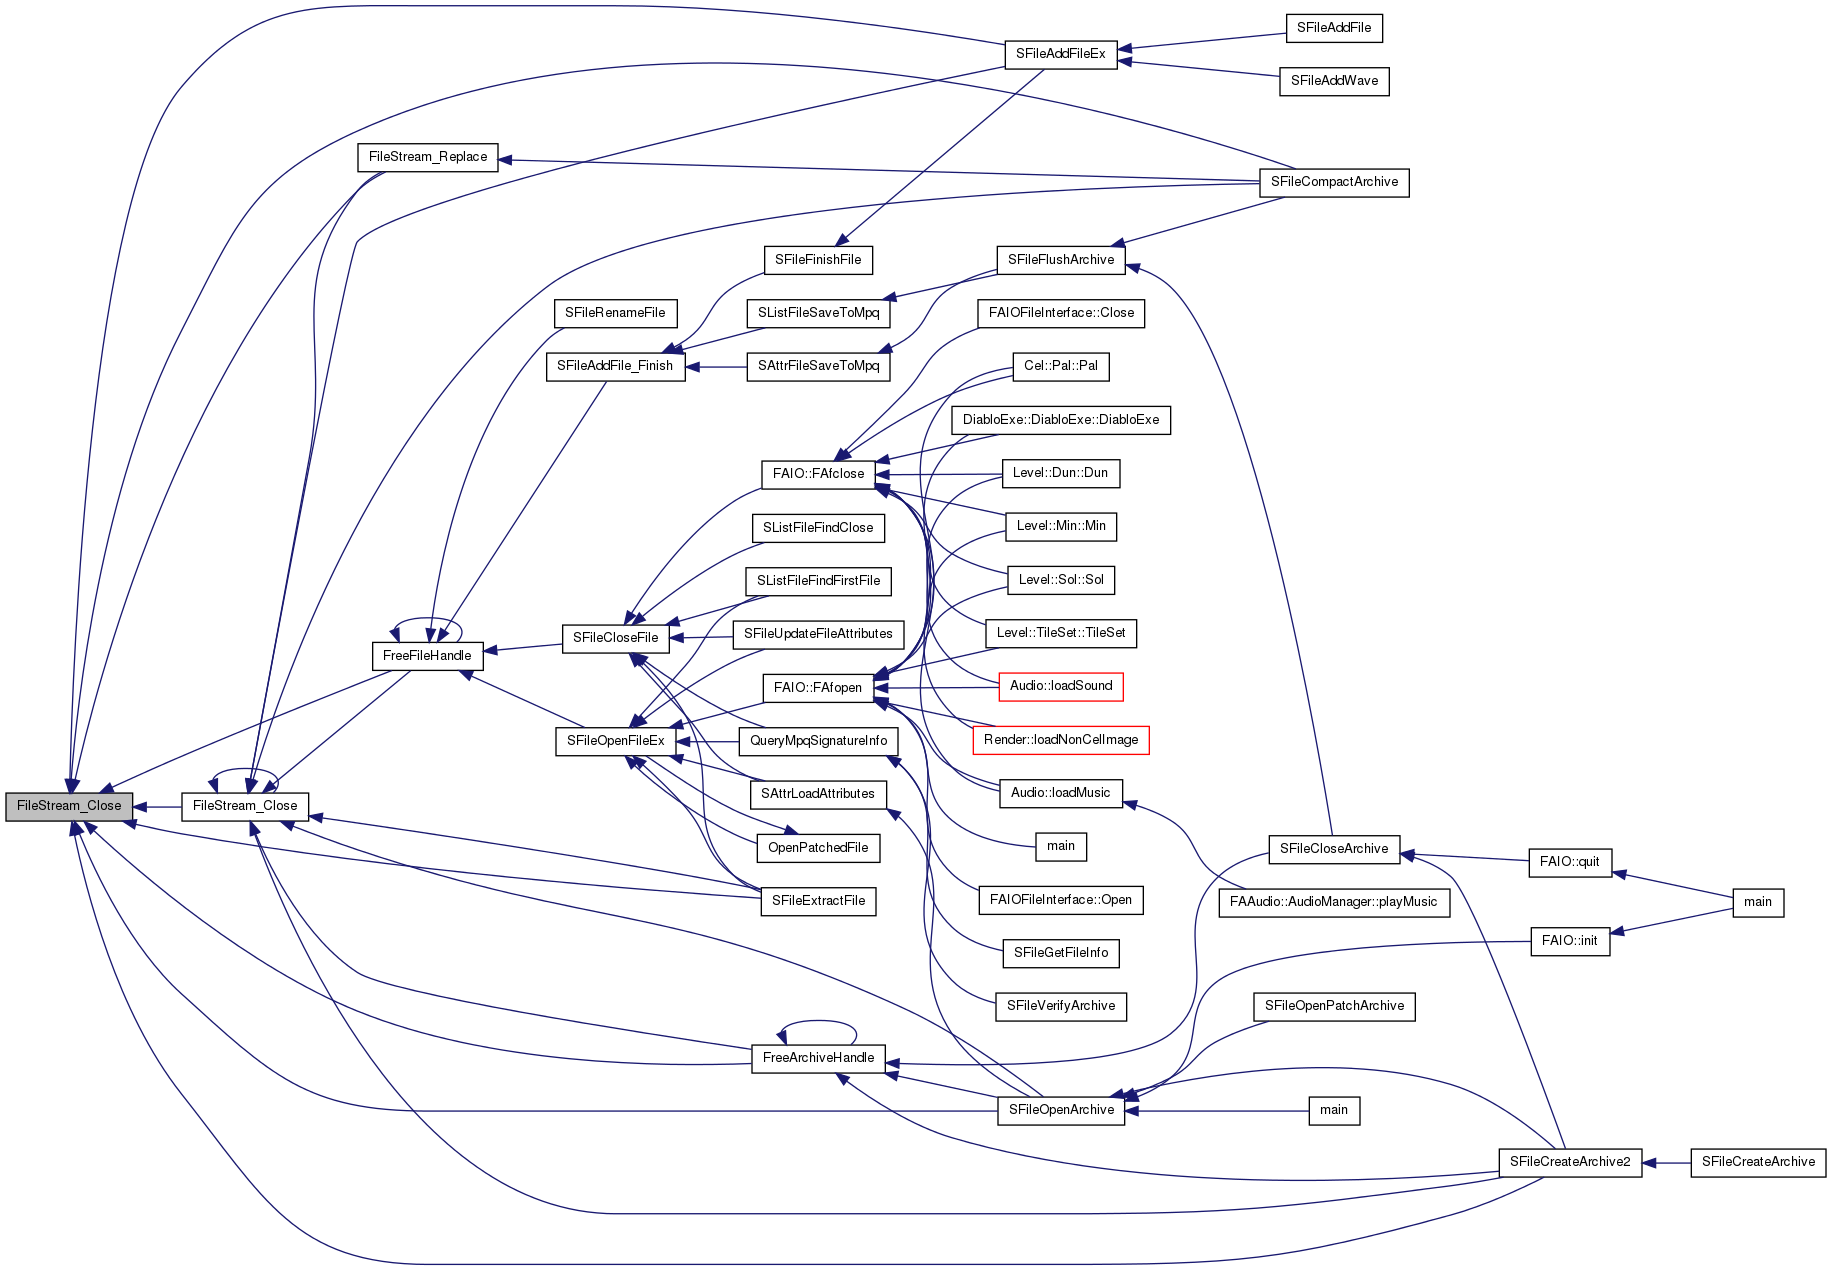 SFileAddFile
SFileAddFileEx
SFileAddWave
FileStream_Replace
SFileCompactArchive
SFileFinishFile
SFileFlushArchive
SFileRenameFile
SListFileSaveToMpq
FAIOFileInterface::Close
SFileAddFile_Finish
SAttrFileSaveToMpq
Cel::Pal::Pal
DiabloExe::DiabloExe::DiabloExe
FAIO::FAfclose
Level::Dun::Dun
SListFileFindClose
Level::Min::Min
SListFileFindFirstFile
Level::Sol::Sol
SFileCloseFile
SFileUpdateFileAttributes
Level::TileSet::TileSet
FreeFileHandle
FAIO::FAfopen
Audio::loadSound
SFileOpenFileEx
QueryMpqSignatureInfo
Render::loadNonCelImage
FileStream_Close
FileStream_Close
SAttrLoadAttributes
Audio::loadMusic
OpenPatchedFile
main
SFileCloseArchive
FAIO::quit
SFileExtractFile
FAIOFileInterface::Open
FAAudio::AudioManager::playMusic
main
SFileGetFileInfo
FAIO::init
SFileVerifyArchive
SFileOpenPatchArchive
FreeArchiveHandle
SFileOpenArchive
main
SFileCreateArchive2
SFileCreateArchive